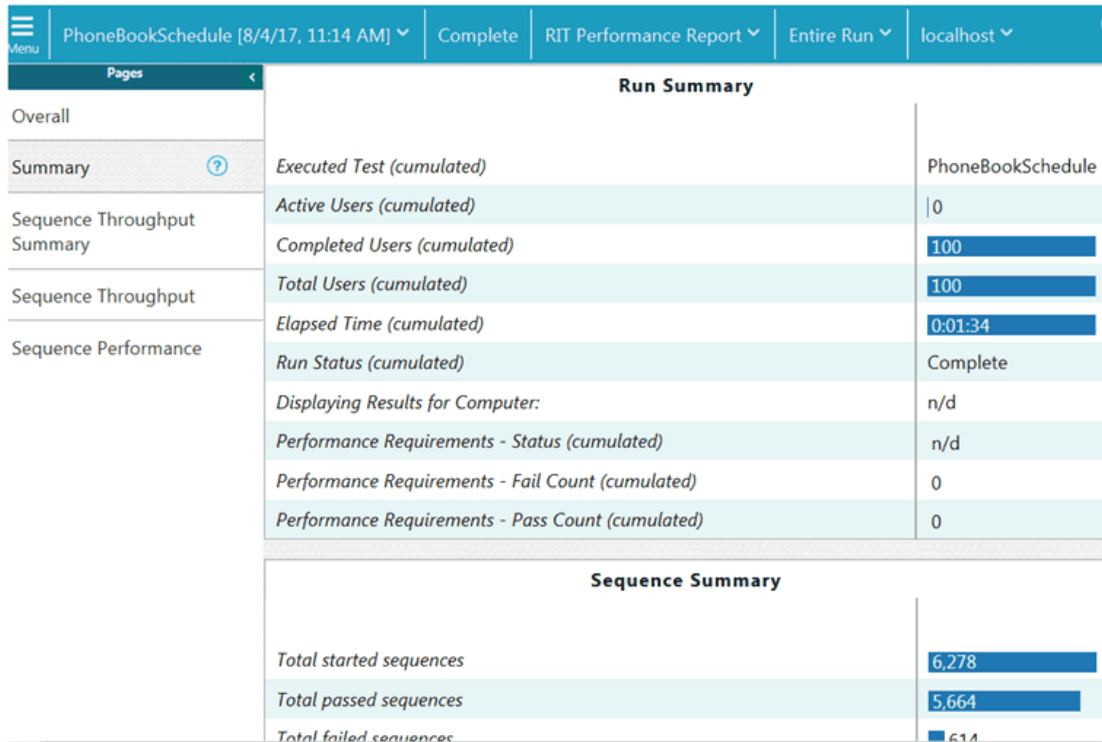 Menu
PhoneBookSchedule [8/4/17, 11:14 AM]
Complete
RIT Performance Report
Entire Run
localhost
Pages
Overall
Summary
?
Sequence Throughput
Summary
Sequence Throughput
Sequence Performance
Run Summary
Executed Test (cumulated) PhoneBookSchedule
Active Users (cumulated) 0
Completed Users (cumulated) 100
Total Users (cumulated) 100
Elapsed Time (cumulated) 0:01:34
Run Status (cumulated) Complete
Displaying Results for Computer: n/d
Performance Requirements - Status (cumulated) n/d
Performance Requirements - Fail Count (cumulated) 0
Performance Requirements - Pass Count (cumulated) 0
Sequence Summary
Total started sequences 6,278
Total passed sequences 5,664
Total failed sequences 614